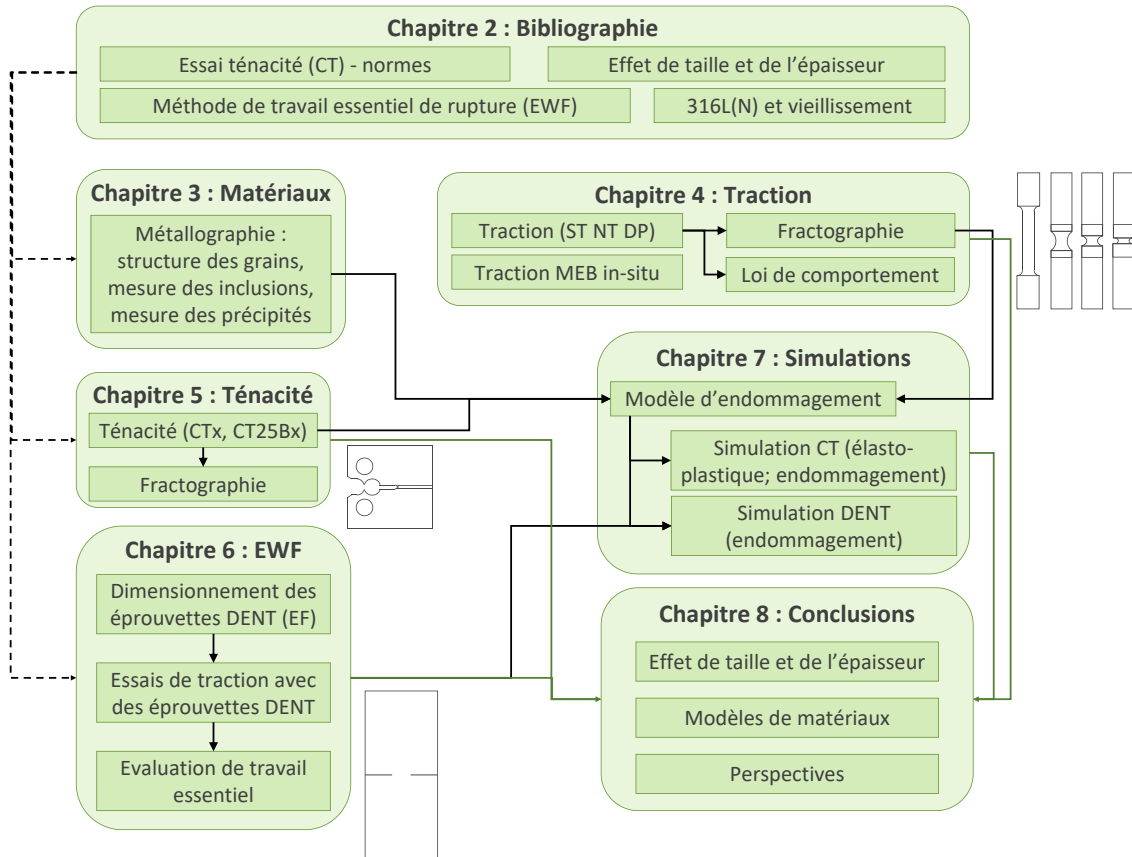 Chapitre 2 : Bibliographie
Essai ténacité (CT) - normes
Effet de taille et de l'épaisseur
Méthode de travail essentiel de rupture (EWF)
316L(N) et vieillissement
Chapitre 3 : Matériaux
Métallographie :
structure des grains,
mesure des inclusions,
mesure des précipités
Chapitre 4 : Traction
Traction (ST NT DP)
Fractographie
Traction MEB in-situ
Loi de comportement
Chapitre 5 : Ténacité
Ténacité (CTx, CT25Bx)
Fractographie
Chapitre 7 : Simulations
Modèle d'endommagement
Simulation CT (élasto-
plastique; endommagement)
Simulation DENT
(endommagement)
Chapitre 6 : EWF
Dimensionnement des
éprouvettes DENT (EF)
Essais de traction avec
des éprouvettes DENT
Evaluation de travail
essentiel
Chapitre 8 : Conclusions
Effet de taille et de l'épaisseur
Modèles de matériaux
Perspectives